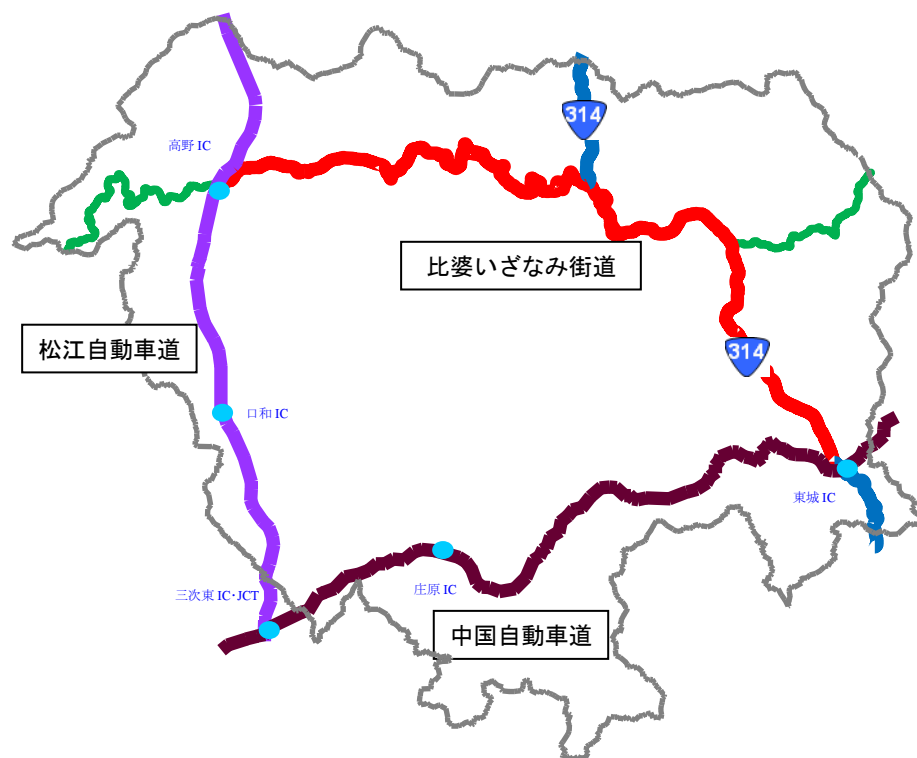 314
高野 IC
比婆いざなみ街道
松江自動車道
314
口和 IC
東城 IC
庄原 IC
三次東 IC・JCT
中国自動車道